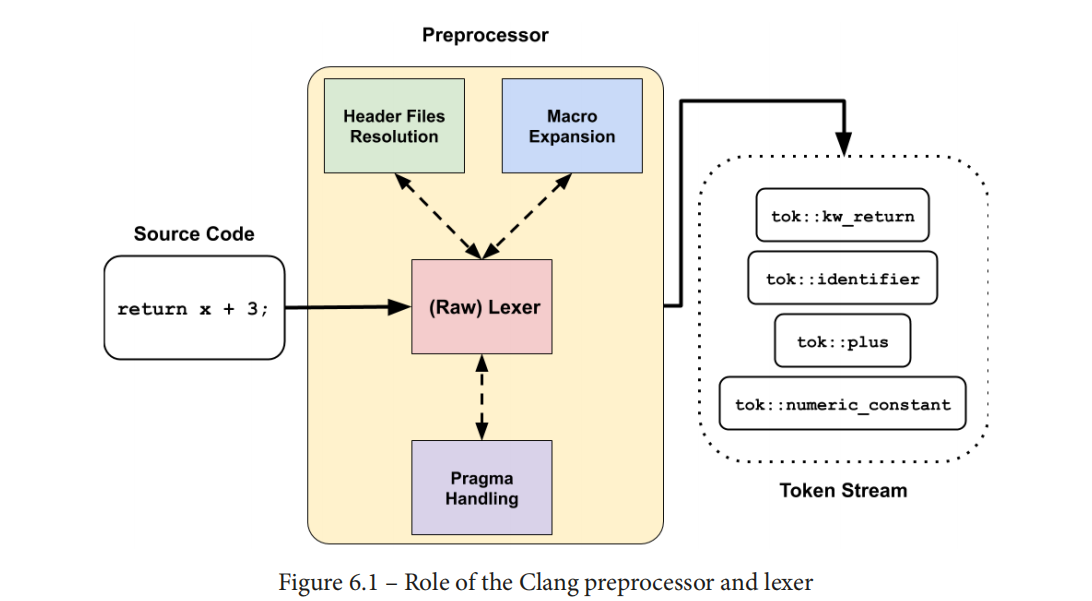 Preprocessor
Header Files
Resolution
Macro
Expansion
Source Code
return x + 3;
(Raw) Lexer
Pragma
Handling
tok::kw_return
tok::identifier
tok::plus
tok::numeric_constant
Token Stream
Figure 6.1 – Role of the Clang preprocessor and lexer